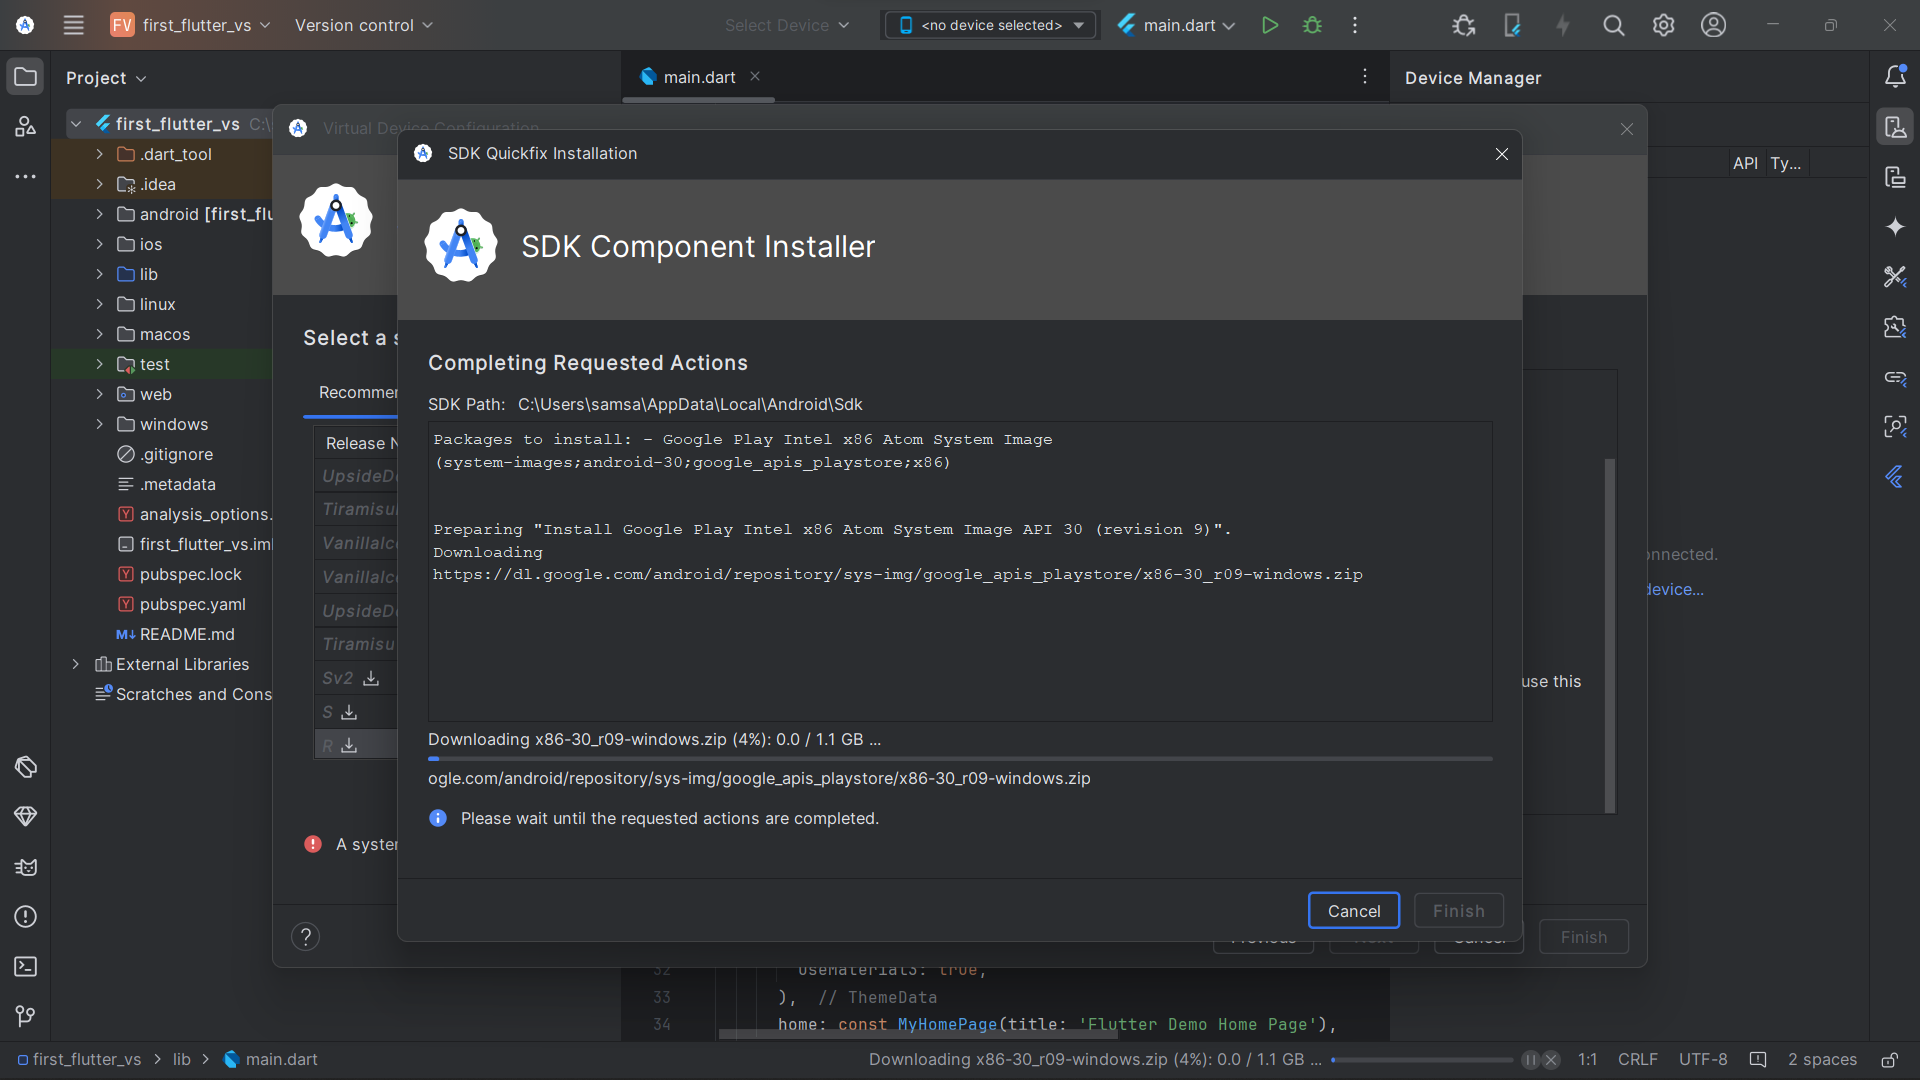 FV first_flutter_vs Version control Select Device <no device selected> main.dart
Project
main.dart
Device Manager
first_flutter_vs C:\
Virtual Device Configuration
SDK Quickfix Installation
.dart_tool
API Ty...
.idea
android [first_flu
ios
SDK Component Installer
lib
linux
macos
Select a s
test
Completing Requested Actions
web
Recommen
SDK Path: C:\Users\samsa\AppData\Local\Android\Sdk
windows
Release N
Packages to install: - Google Play Intel x86 Atom System Image
(system-images;android-30;google_apis_playstore;x86)
.gitignore
UpsideDo
.metadata
Tiramisu
analysis_options.
Preparing "Install Google Play Intel x86 Atom System Image API 30 (revision 9)".
first_flutter_vs.iml
VanillaIc
Downloading
https://dl.google.com/android/repository/sys-img/google_apis_playstore/x86-30_r09-windows.zip
onnected.
pubspec.lock
VanillaIc
device...
pubspec.yaml
UpsideDo
README.md
Tiramisu
External Libraries
Sv2
use this
Scratches and Cons
S
R
Downloading x86-30_r09-windows.zip (4%): 0.0 / 1.1 GB ...
ogle.com/android/repository/sys-img/google_apis_playstore/x86-30_r09-windows.zip
Please wait until the requested actions are completed.
A syster
Cancel Finish
? Previous Next Cancel Finish
32 useMaterial3: true,
33 ), // ThemeData
34 home: const MyHomePage(title: 'Flutter Demo Home Page'),
first_flutter_vs > lib > main.dart Downloading x86-30_r09-windows.zip (4%): 0.0 / 1.1 GB ... 1:1 CRLF UTF-8 2 spaces